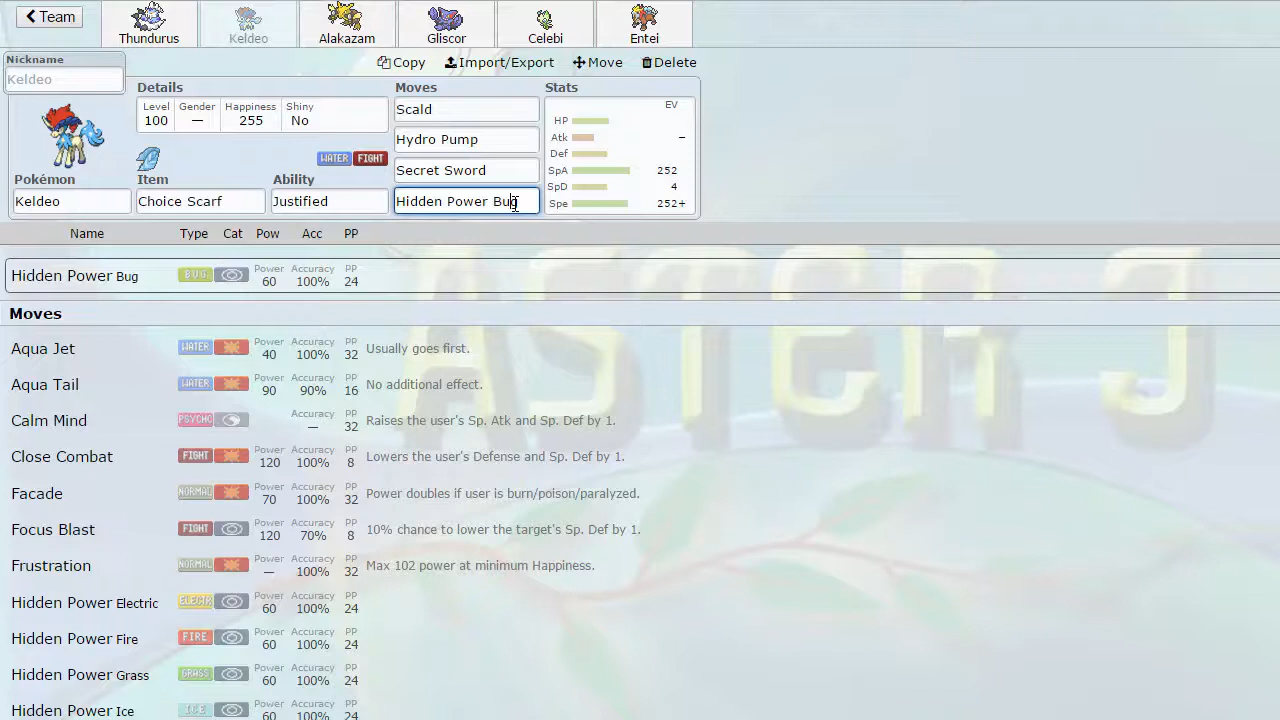 Team
Thundurus
Keldeo
Alakazam
Gliscor
Celebi
Entei
Copy
Import/Export
Move
Delete
Nickname
Keldeo
Details
Moves
Stats
Level
100
Gender
—
Happiness
255
Shiny
No
WATER
FIGHT
Pokémon
Keldeo
Item
Choice Scarf
Ability
Justified
Scald
Hydro Pump
Secret Sword
Hidden Power Bug
EV
HP
Atk –
Def
SpA 252
SpD 4
Spe 252+
Name Type Cat Pow Acc PP
Hidden Power Bug BUG Power 60 Accuracy 100% PP 24
Moves
Aqua Jet WATER Power 40 Accuracy 100% PP 32 Usually goes first.
Aqua Tail WATER Power 90 Accuracy 90% PP 16 No additional effect.
Calm Mind PSYCHC Accuracy — PP 32 Raises the user's Sp. Atk and Sp. Def by 1.
Close Combat FIGHT Power 120 Accuracy 100% PP 8 Lowers the user's Defense and Sp. Def by 1.
Facade NORMAL Power 70 Accuracy 100% PP 32 Power doubles if user is burn/poison/paralyzed.
Focus Blast FIGHT Power 120 Accuracy 70% PP 8 10% chance to lower the target's Sp. Def by 1.
Frustration NORMAL Power — Accuracy 100% PP 32 Max 102 power at minimum Happiness.
Hidden Power Electric ELECTR Power 60 Accuracy 100% PP 24
Hidden Power Fire FIRE Power 60 Accuracy 100% PP 24
Hidden Power Grass GRASS Power 60 Accuracy 100% PP 24
Hidden Power Ice ICE Power 60 Accuracy 100% PP 24
ASTER J